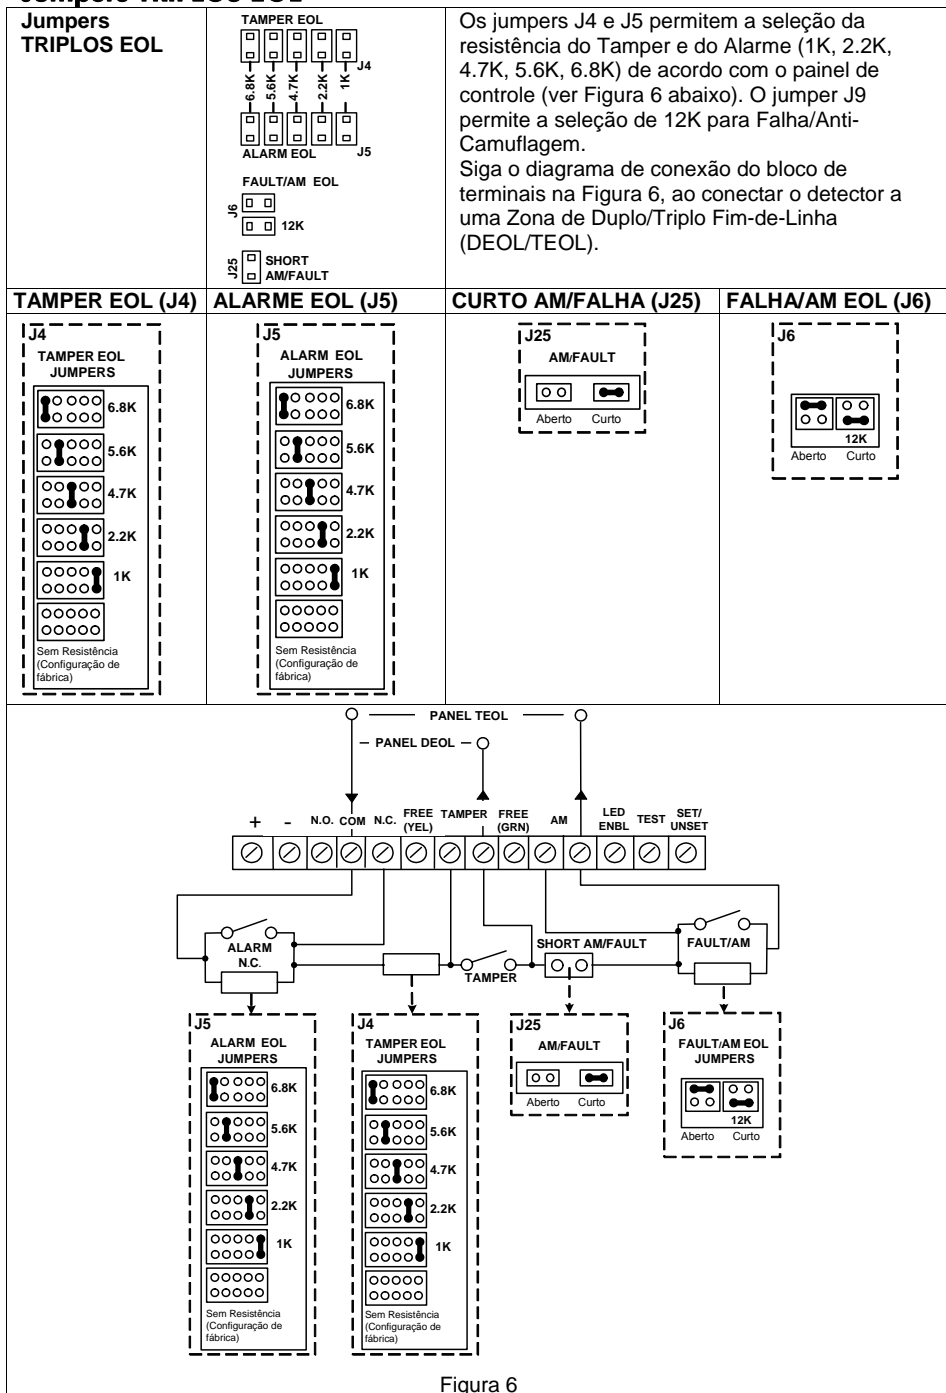 Jumpers TRIPLOS EOL
Jumpers
TRIPLOS EOL
TAMPER EOL
J4
6.8K
5.6K
4.7K
2.2K
1K
ALARM EOL
J5
FAULT/AM EOL
J6
12K
J25
SHORT
AM/FAULT
Os jumpers J4 e J5 permitem a seleção da
resistência do Tamper e do Alarme (1K, 2.2K,
4.7K, 5.6K, 6.8K) de acordo com o painel de
controle (ver Figura 6 abaixo). O jumper J9
permite a seleção de 12K para Falha/Anti-
Camuflagem.
Siga o diagrama de conexão do bloco de
terminais na Figura 6, ao conectar o detector a
uma Zona de Duplo/Triplo Fim-de-Linha
(DEOL/TEOL).
TAMPER EOL (J4)
ALARME EOL (J5)
CURTO AM/FALHA (J25)
FALHA/AM EOL (J6)
J4
TAMPER EOL
JUMPERS
6.8K
5.6K
4.7K
2.2K
1K
Sem Resistência
(Configuração de
fábrica)
J5
ALARM EOL
JUMPERS
6.8K
5.6K
4.7K
2.2K
1K
Sem Resistência
(Configuração de
fábrica)
J25
AM/FAULT
Aberto Curto
J6
12K
Aberto Curto
PANEL TEOL
PANEL DEOL
+ - N.O. COM N.C. FREE (YEL) TAMPER FREE (GRN) AM LED ENBL TEST SET/ UNSET
ALARM
N.C.
TAMPER
SHORT AM/FAULT
FAULT/AM
J5
ALARM EOL
JUMPERS
6.8K
5.6K
4.7K
2.2K
1K
Sem Resistência
(Configuração de
fábrica)
J4
TAMPER EOL
JUMPERS
6.8K
5.6K
4.7K
2.2K
1K
Sem Resistência
(Configuração de
fábrica)
J25
AM/FAULT
Aberto Curto
J6
FAULT/AM EOL
JUMPERS
12K
Aberto Curto
Figura 6